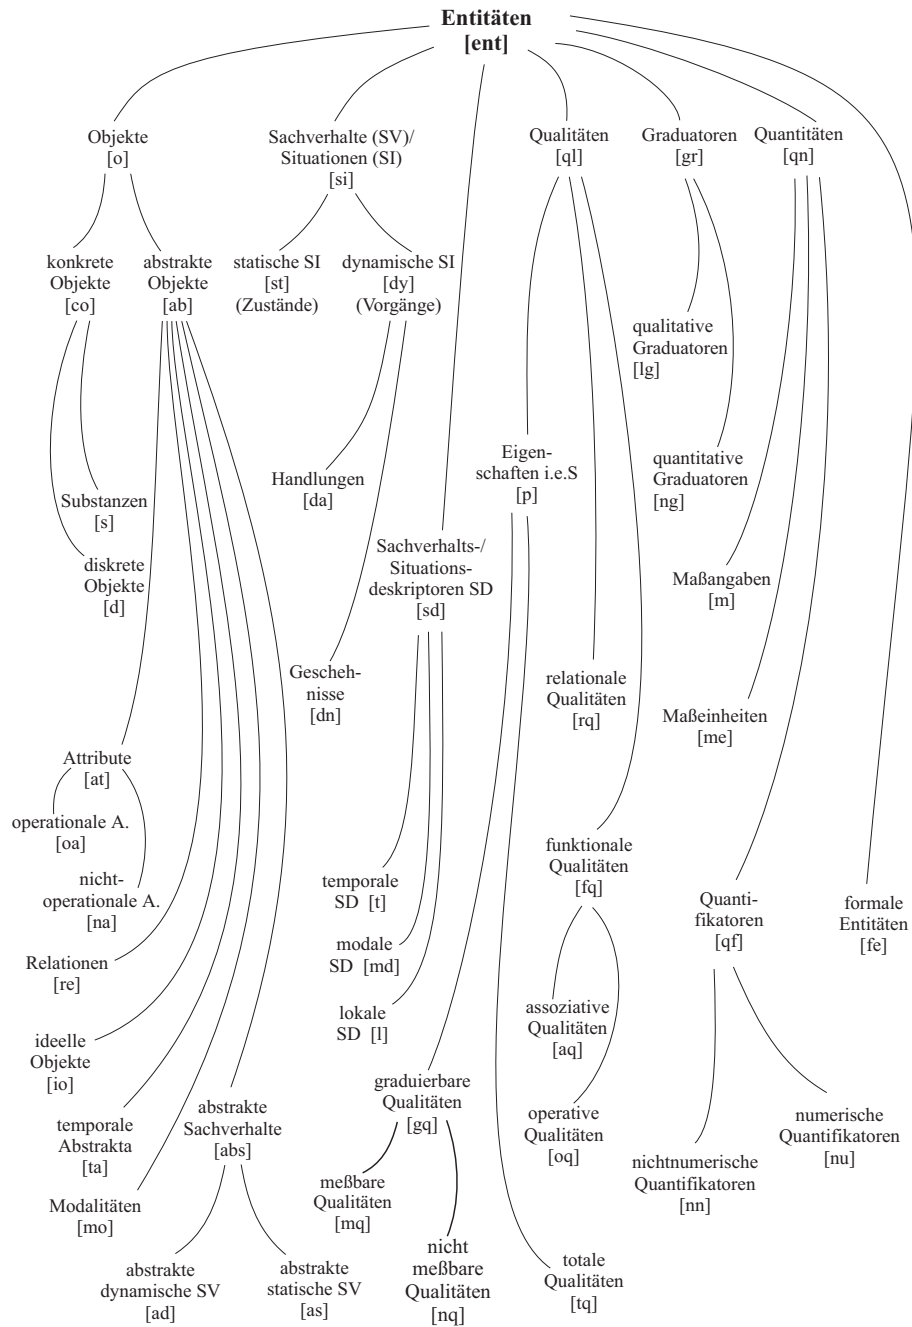 Entitäten
[ent]
Objekte
[o]
Sachverhalte (SV)/
Situationen (SI)
[si]
Qualitäten
[ql]
Graduatoren
[gr]
Quantitäten
[qn]
konkrete
Objekte
[co]
abstrakte
Objekte
[ab]
statische SI
[st]
(Zustände)
dynamische SI
[dy]
(Vorgänge)
qualitative
Graduatoren
[lg]
Eigen-
schaften i.e.S
[p]
quantitative
Graduatoren
[ng]
Handlungen
[da]
Substanzen
[s]
diskrete
Objekte
[d]
Sachverhalts-/
Situations-
deskriptoren SD
[sd]
Maßangaben
[m]
Gescheh-
nisse
[dn]
relationale
Qualitäten
[rq]
Maßeinheiten
[me]
Attribute
[at]
operationale A.
[oa]
nicht-
operationale A.
[na]
temporale
SD [t]
funktionale
Qualitäten
[fq]
Quanti-
fikatoren
[qf]
formale
Entitäten
[fe]
Relationen
[re]
modale
SD [md]
lokale
SD [l]
assoziative
Qualitäten
[aq]
ideelle
Objekte
[io]
graduierbare
Qualitäten
[gq]
temporale
Abstrakta
[ta]
abstrakte
Sachverhalte
[abs]
operative
Qualitäten
[oq]
numerische
Quantifikatoren
[nu]
nichtnumerische
Quantifikatoren
[nn]
Modalitäten
[mo]
meßbare
Qualitäten
[mq]
nicht
meßbare
Qualitäten
[nq]
totale
Qualitäten
[tq]
abstrakte
dynamische SV
[ad]
abstrakte
statische SV
[as]